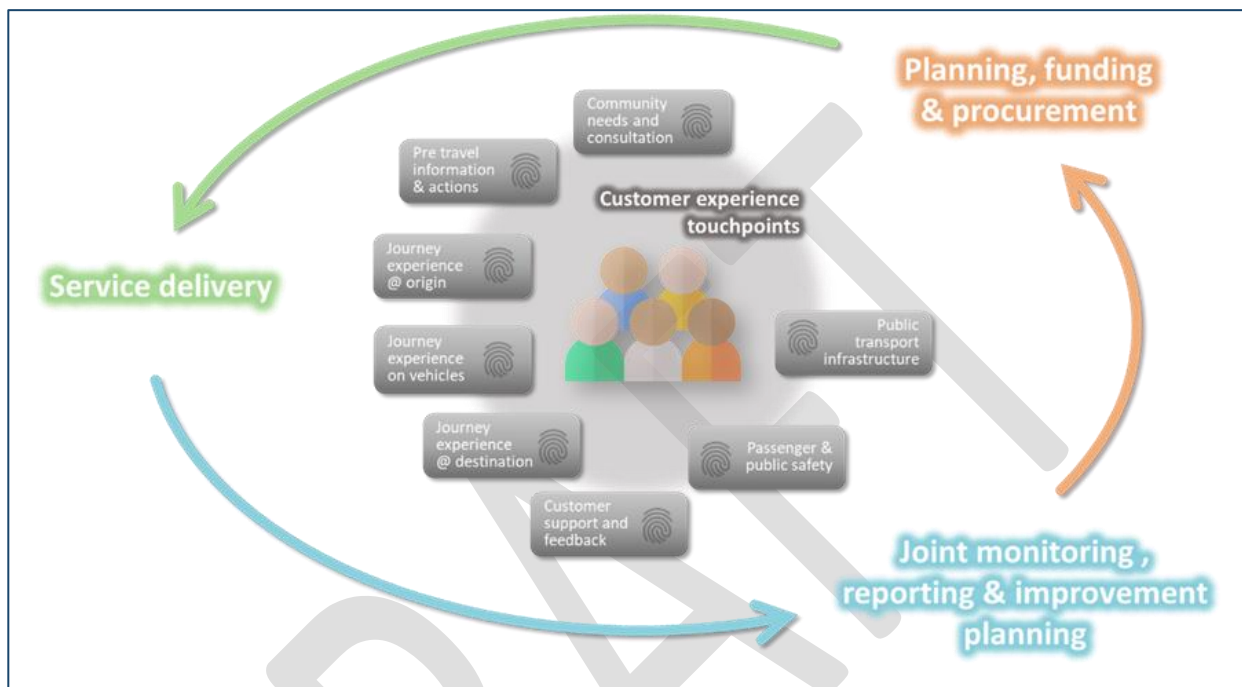 Planning, funding
& procurement
Community
needs and
consultation
Pre travel
information
& actions
Customer experience
touchpoints
Journey
experience
@ origin
Service delivery
Journey
experience
on vehicles
Public
transport
infrastructure
Journey
experience
@ destination
Passenger &
public safety
Customer
support and
feedback
Joint monitoring ,
reporting & improvement
planning
DRAFT